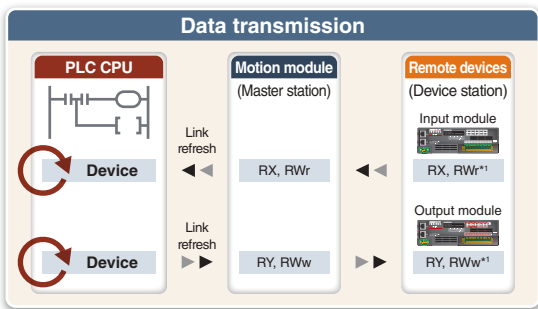 Data transmission
PLC CPU
Motion module
(Master station)
Remote devices
(Device station)
Input module
Link
refresh
Device
RX, RWr
RX, RWr*1
Output module
Link
refresh
Device
RY, RWw
RY, RWw*1